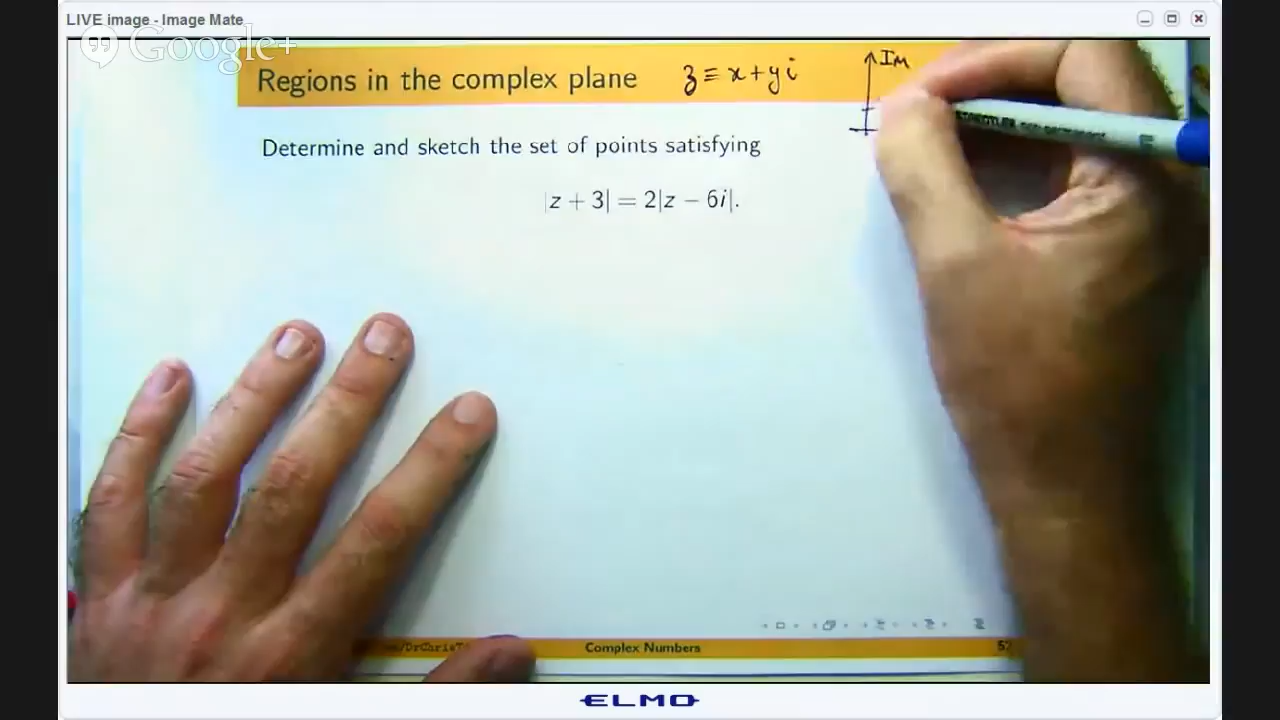 LIVE image - Image Mate
Google+
Regions in the complex plane z ≡ x+yi Im
Determine and sketch the set of points satisfying
|z + 3| = 2|z − 6i|.
Complex Numbers
ELMO